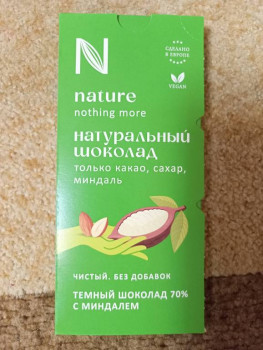 N
СДЕЛАНО
В ЕВРОПЕ
VEGAN
nature
nothing more
натуральный
шоколад
только какао, сахар,
миндаль
ЧИСТЫЙ. БЕЗ ДОБАВОК
ТЕМНЫЙ ШОКОЛАД 70%
С МИНДАЛЕМ